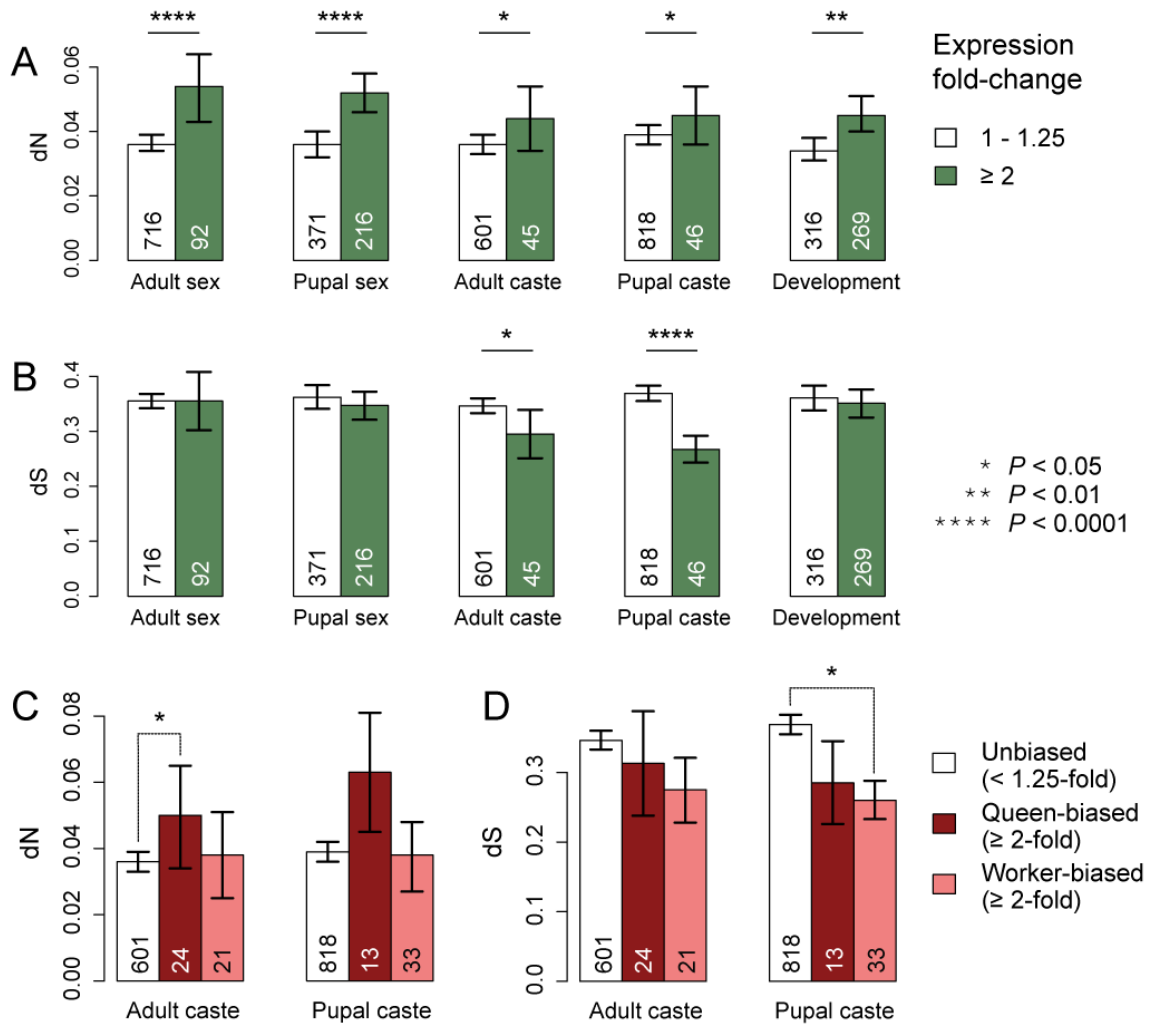 A
**** **** * * **
dN
0.00 0.02 0.04 0.06
716 92 371 216 601 45 818 46 316 269
Adult sex Pupal sex Adult caste Pupal caste Development
Expression
fold-change
1 - 1.25
≥ 2
B
* ****
dS
0.0 0.1 0.2 0.3 0.4
716 92 371 216 601 45 818 46 316 269
Adult sex Pupal sex Adult caste Pupal caste Development
* P < 0.05
** P < 0.01
**** P < 0.0001
C
*
dN
0.00 0.02 0.04 0.06 0.08
601 24 21 818 13 33
Adult caste Pupal caste
D
*
dS
0.0 0.1 0.2 0.3
601 24 21 818 13 33
Adult caste Pupal caste
Unbiased
(< 1.25-fold)
Queen-biased
(≥ 2-fold)
Worker-biased
(≥ 2-fold)